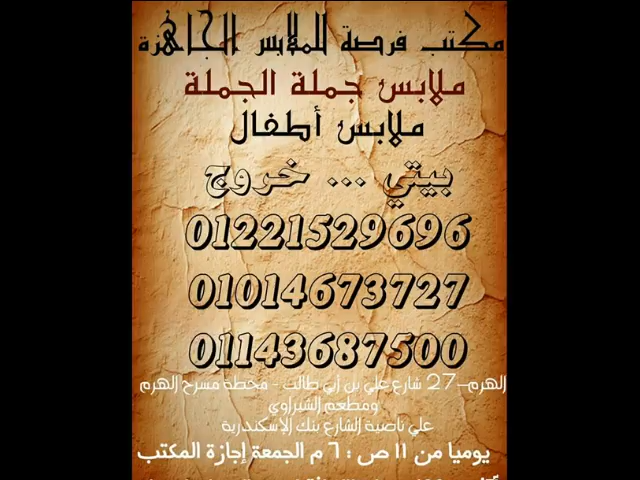 مكتب فرصة للملابس الجاهزة
ملابس جملة الجملة
ملابس أطفال
بيتي ... خروج
01221529696
01014673727
01143687500
الهرم-27 شارع علي بن أبي طالب - محطة مسرح الهرم
ومطعم الشبراوي
علي ناصية الشارع بنك الإسكندرية
يوميا من ١١ ص : ٦ م الجمعة إجازة المكتب